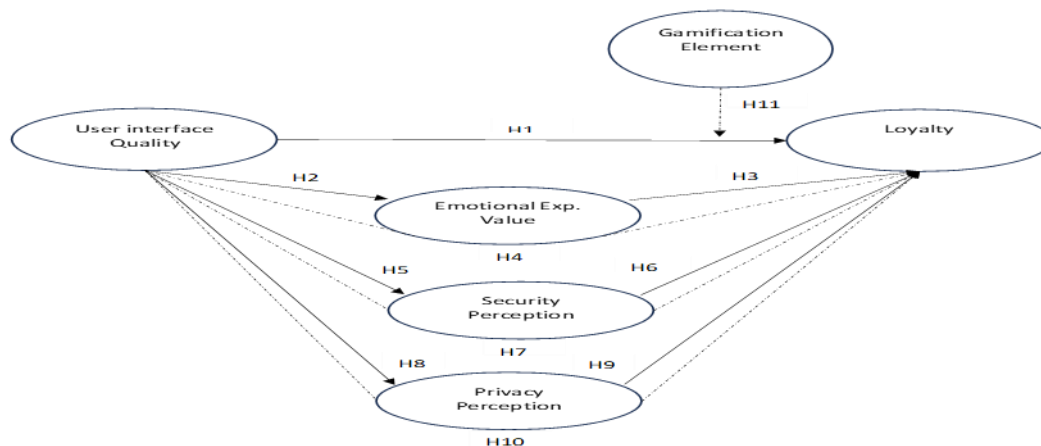 Gamification
Element
H11
User interface
Quality
H1
Loyalty
H2
H3
Emotional Exp.
Value
H4
H5
H6
Security
Perception
H7
H8
H9
Privacy
Perception
H10